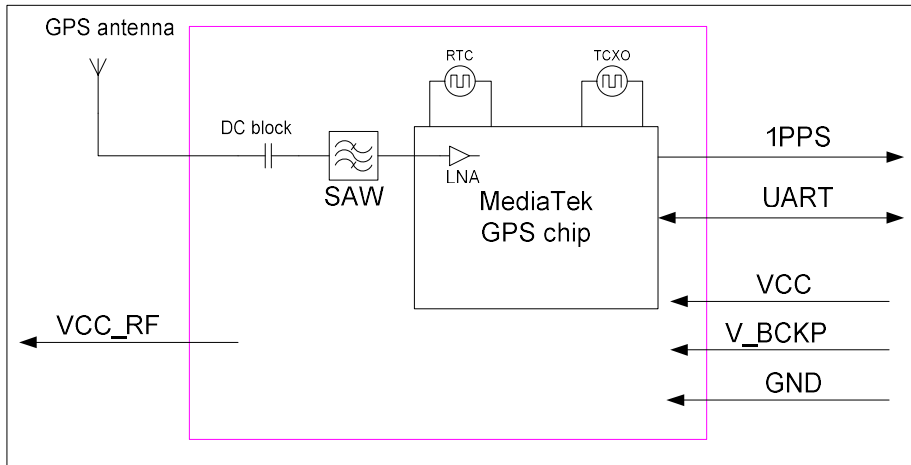 GPS antenna
RTC
TCXO
DC block
1PPS
LNA
SAW
MediaTek
GPS chip
UART
VCC
VCC_RF
V_BCKP
GND